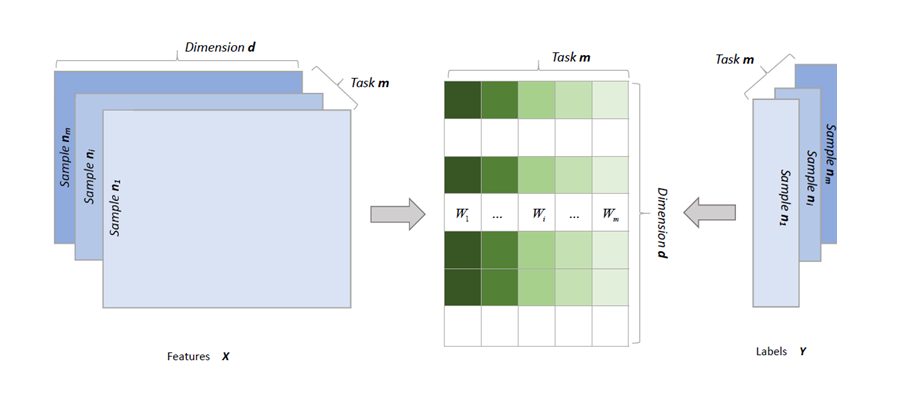 Dimension d
Task m
Sample nm
Sample ni
Sample n1
Features X
Task m
W1 ... Wi ... Wm
Dimension d
Task m
Sample nm
Sample ni
Sample n1
Labels Y